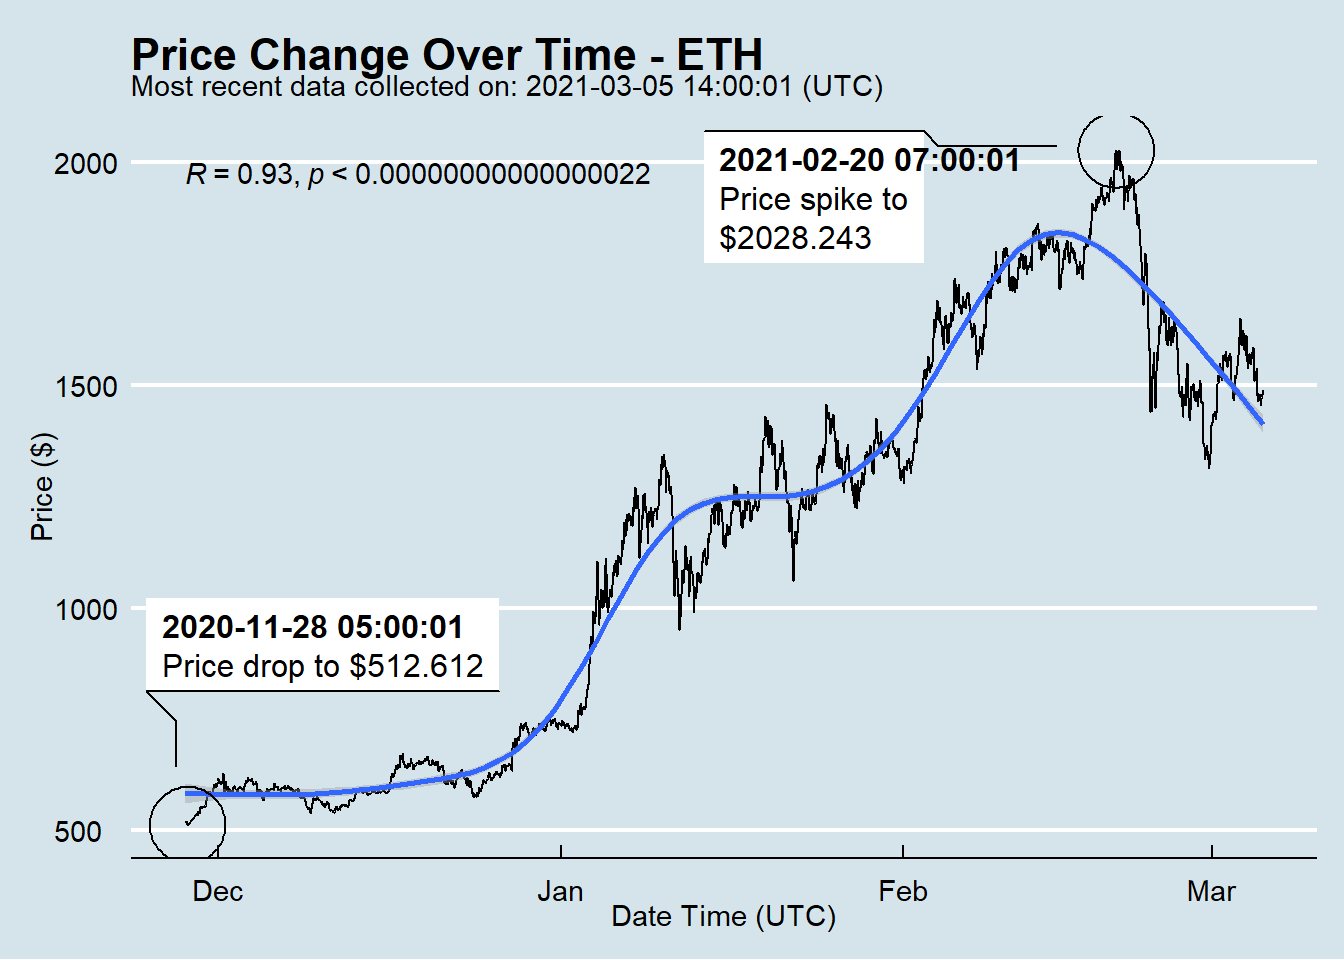 Price Change Over Time - ETH
Most recent data collected on: 2021-03-05 14:00:01 (UTC)
R = 0.93, p < 0.00000000000000022
2021-02-20 07:00:01
Price spike to
$2028.243
2020-11-28 05:00:01
Price drop to $512.612
Price ($)
2000
1500
1000
500
Dec
Jan
Feb
Mar
Date Time (UTC)